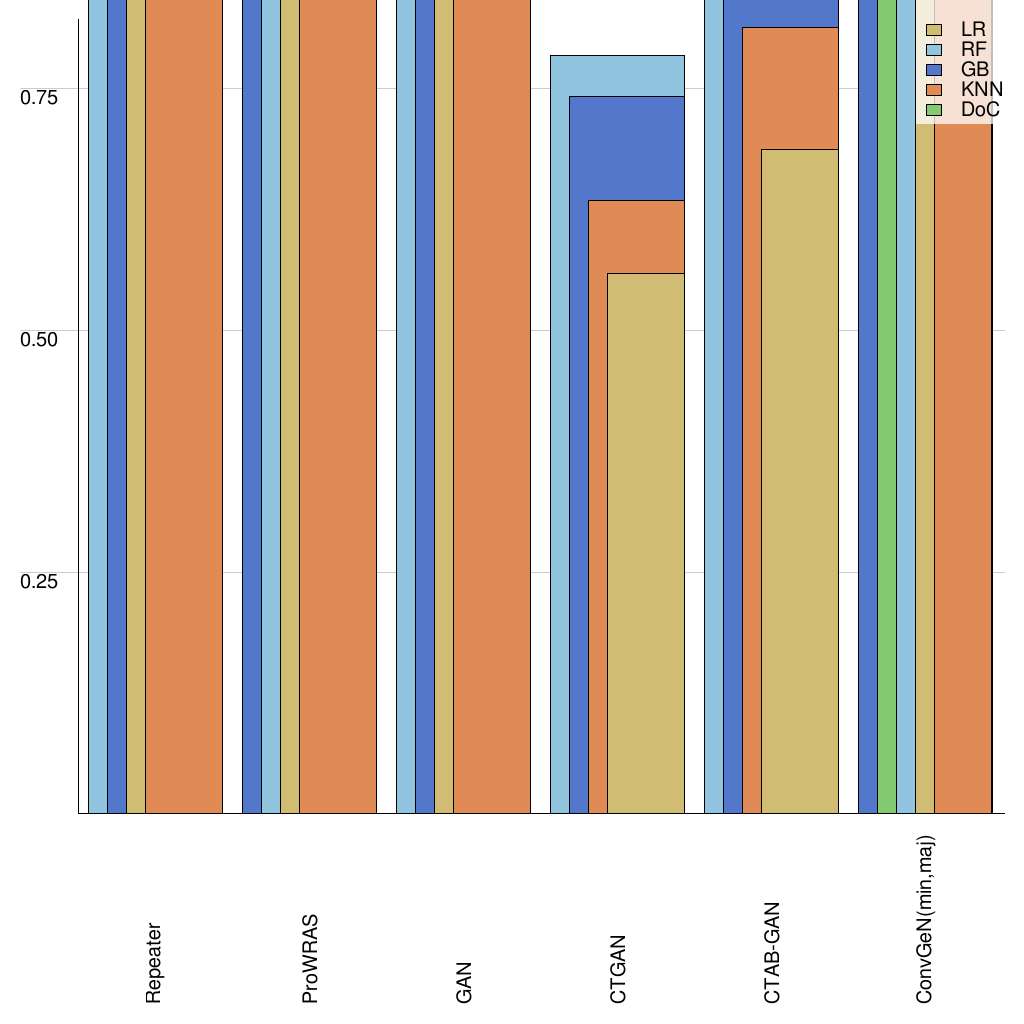 LR
RF
GB
KNN
DoC
0.75
0.50
0.25
Repeater
ProWRAS
GAN
CTGAN
CTAB-GAN
ConvGeN(min,maj)